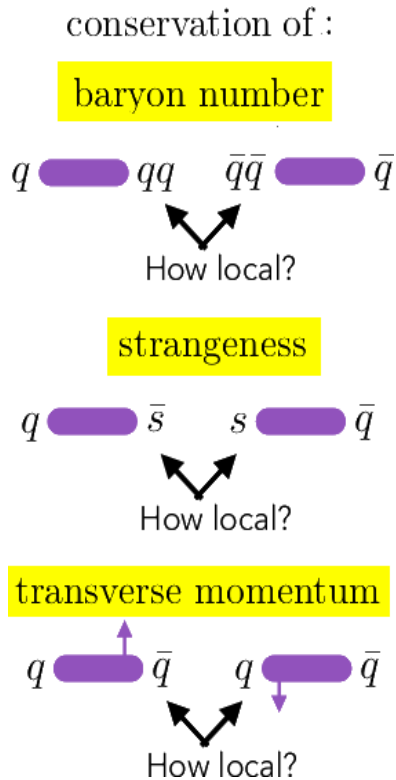 conservation of :
baryon number
q qq q̄q̄ q̄
How local?
strangeness
q s̄ s q̄
How local?
transverse momentum
q q̄ q q̄
How local?